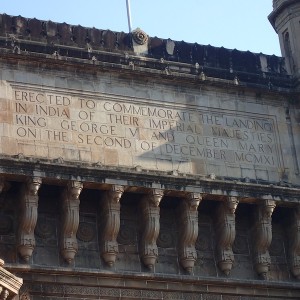 ERECTED TO COMMEMORATE THE LANDING
IN INDIA OF THEIR IMPERIAL MAJESTIES
KING GEORGE V AND QUEEN MARY
ON THE SECOND OF DECEMBER MCMXI